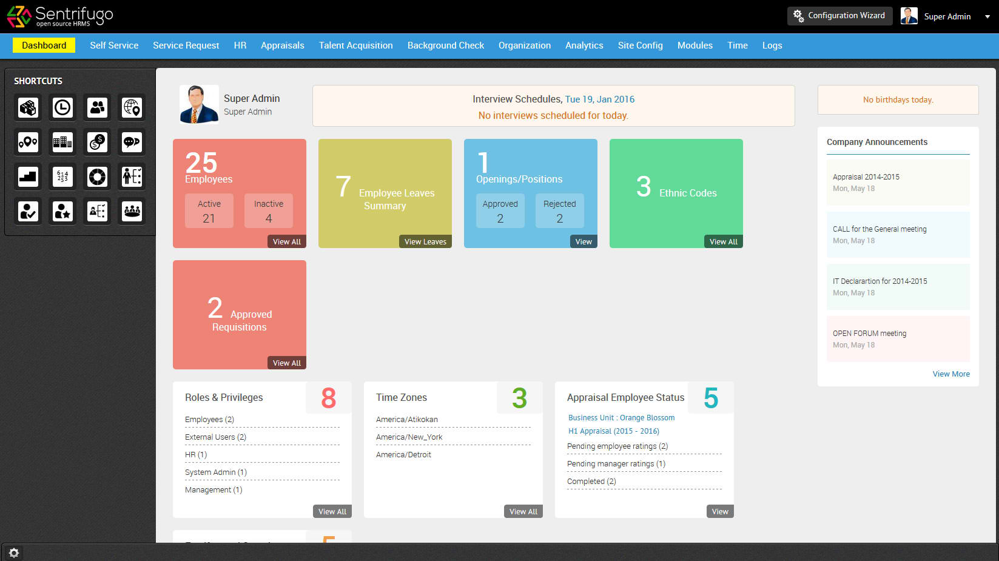 Sentrifugo
open source HRMS
Configuration Wizard
Super Admin
Dashboard
Self Service
Service Request
HR
Appraisals
Talent Acquisition
Background Check
Organization
Analytics
Site Config
Modules
Time
Logs
SHORTCUTS
614
253
Super Admin
Super Admin
Interview Schedules, Tue 19, Jan 2016
No interviews scheduled for today.
No birthdays today.
25
Employees
Active
21
Inactive
4
View All
7 Employee Leaves
Summary
View Leaves
1
Openings/Positions
Approved
2
Rejected
2
View
3 Ethnic Codes
View All
2 Approved
Requisitions
View All
Company Announcements
Appraisal 2014-2015
Mon, May 18
CALL for the General meeting
Mon, May 18
IT Declarartion for 2014-2015
Mon, May 18
OPEN FORUM meeting
Mon, May 18
View More
Roles & Privileges
8
Employees (2)
External Users (2)
HR (1)
System Admin (1)
Management (1)
View All
Time Zones
3
America/Atikokan
America/New_York
America/Detroit
View All
Appraisal Employee Status
5
Business Unit : Orange Blossom
H1 Appraisal (2015 - 2016)
Pending employee ratings (2)
Pending manager ratings (1)
Completed (2)
View